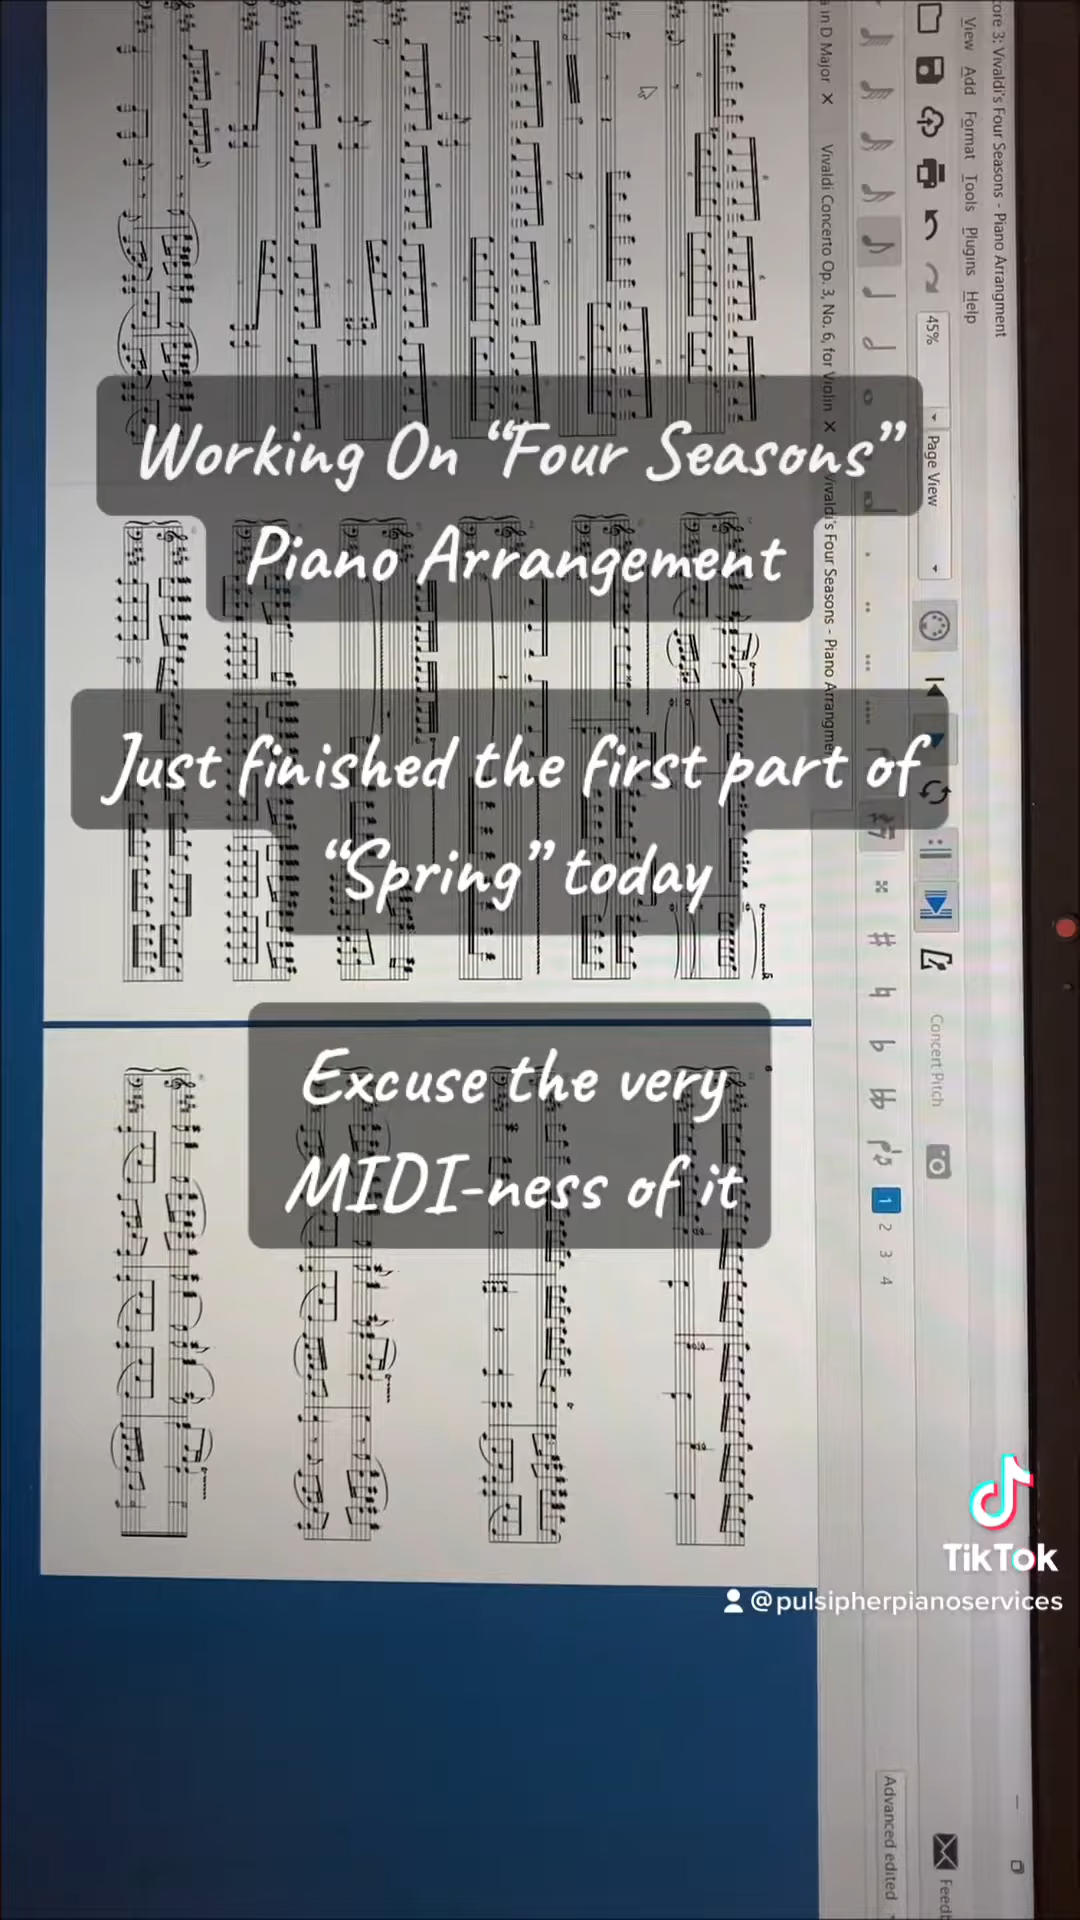 Working On “Four Seasons”
Piano Arrangement
Just finished the first part of
“Spring” today
Excuse the very
MIDI-ness of it
TikTok
@pulsipherpianoservices
ore 3: Vivaldi's Four Seasons - Piano Arrangment
View Add Format Tools Plugins Help
45% Page View Concert Pitch
1 2 3 4
Advanced edited
in D Major × Vivaldi Concerto Op. 3, No. 6, for Violin × Vivaldi's Four Seasons - Piano Arrangme